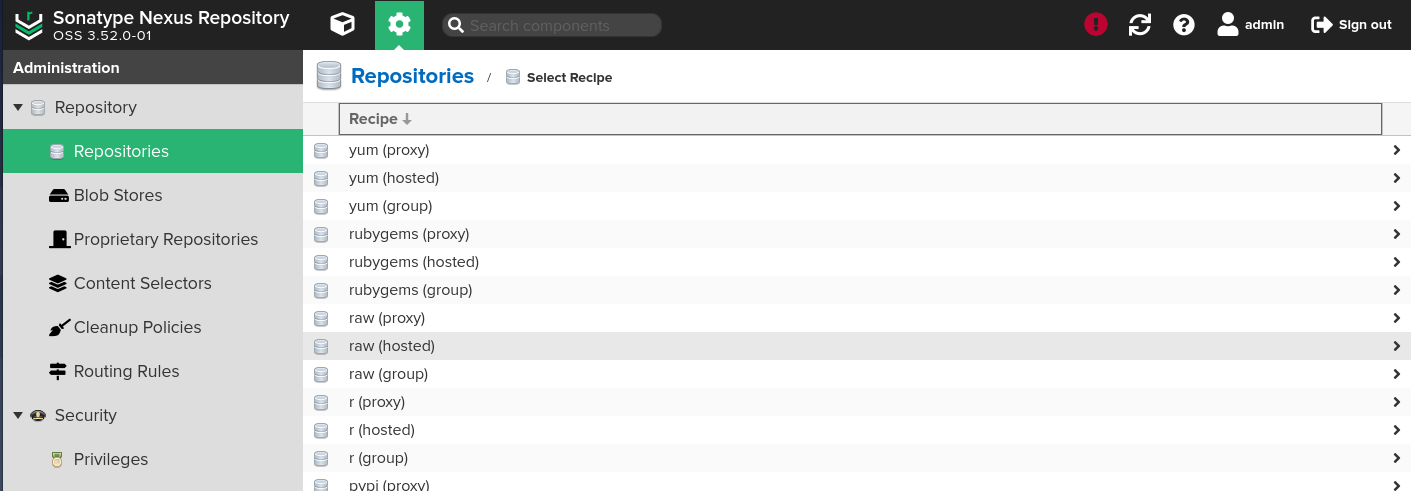 Sonatype Nexus Repository
OSS 3.52.0-01
Search components
admin
Sign out
Administration
Repository
Repositories
Blob Stores
Proprietary Repositories
Content Selectors
Cleanup Policies
Routing Rules
Security
Privileges
Repositories / Select Recipe
Recipe
yum (proxy)
yum (hosted)
yum (group)
rubygems (proxy)
rubygems (hosted)
rubygems (group)
raw (proxy)
raw (hosted)
raw (group)
r (proxy)
r (hosted)
r (group)
pypi (proxy)